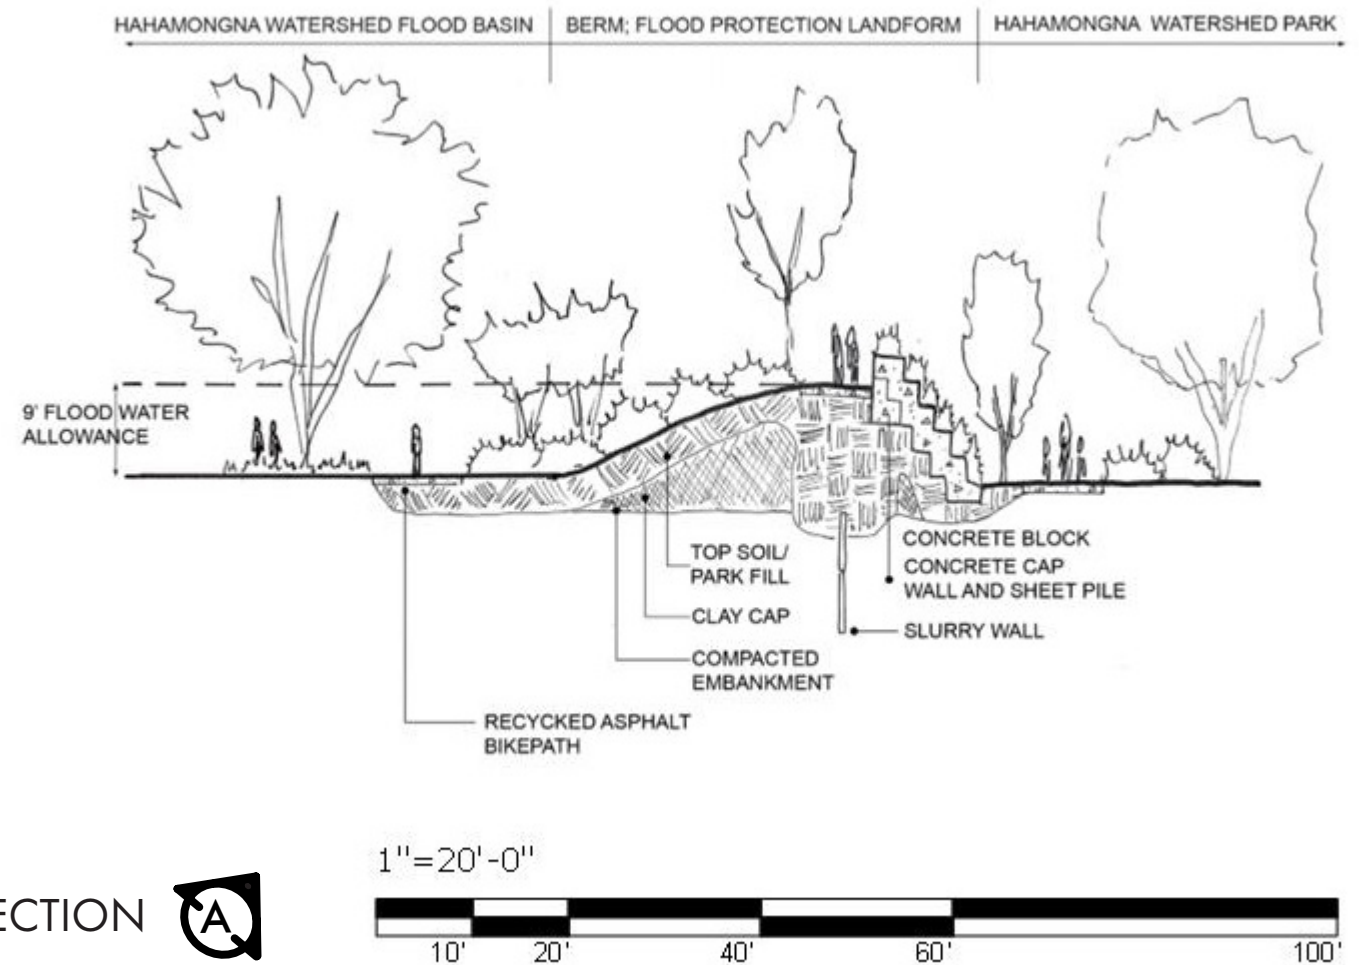 HAHAMONGNA WATERSHED FLOOD BASIN
BERM; FLOOD PROTECTION LANDFORM
HAHAMONGNA WATERSHED PARK
9' FLOOD WATER
ALLOWANCE
TOP SOIL/
PARK FILL
CLAY CAP
COMPACTED
EMBANKMENT
RECYCKED ASPHALT
BIKEPATH
CONCRETE BLOCK
CONCRETE CAP
WALL AND SHEET PILE
SLURRY WALL
1"=20'-0"
ECTION A
10' 20' 40' 60' 100'